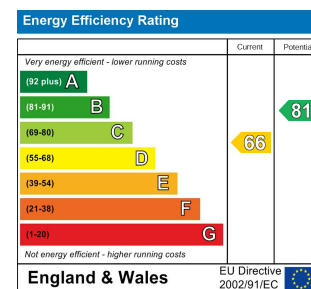 Energy Efficiency Rating
Current Potentia
Very energy efficient - lower running costs
(92 plus) A
(81-91) B
(69-80) C
(55-68) D
(39-54) E
(21-38) F
(1-20) G
66
81
Not energy efficient - higher running costs
England & Wales
EU Directive
2002/91/EC